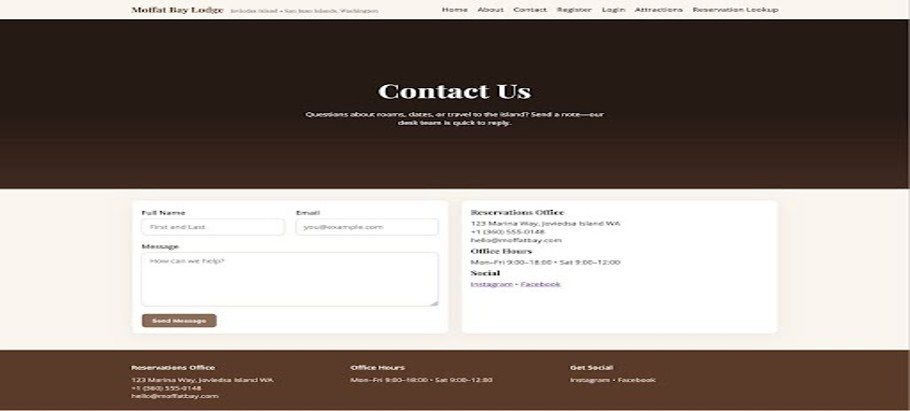 Moffat Bay Lodge Joviedsa Island • San Juan Islands, Washington
Home About Contact Register Login Attractions Reservation Lookup
Contact Us
Questions about rooms, dates, or travel to the island? Send a note—our
desk team is quick to reply.
Full Name
First and Last
Email
you@example.com
Message
How can we help?
Send Message
Reservations Office
123 Marina Way, Joviedsa Island WA
+1 (360) 555-0148
hello@moffatbay.com
Office Hours
Mon–Fri 9:00–18:00 • Sat 9:00–12:00
Social
Instagram • Facebook
Reservations Office
123 Marina Way, Joviedsa Island WA
+1 (360) 555-0148
hello@moffatbay.com
Office Hours
Mon–Fri 9:00–18:00 • Sat 9:00–12:00
Get Social
Instagram • Facebook